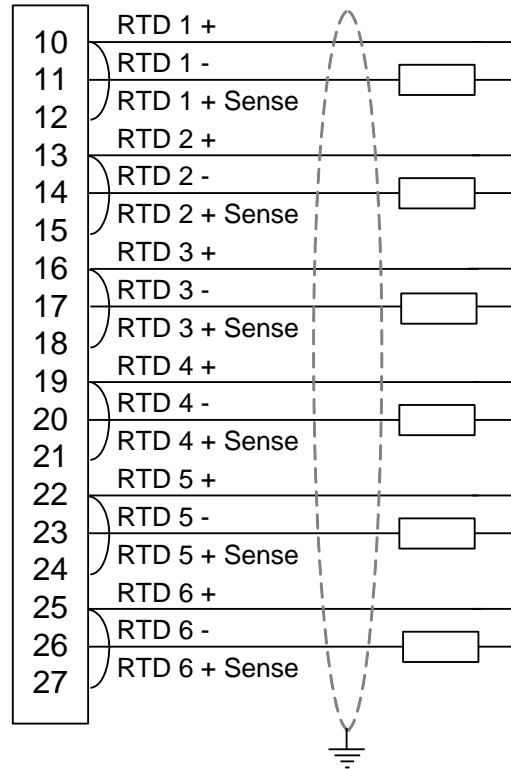 10 RTD 1 +
11 RTD 1 -
12 RTD 1 + Sense
13 RTD 2 +
14 RTD 2 -
15 RTD 2 + Sense
16 RTD 3 +
17 RTD 3 -
18 RTD 3 + Sense
19 RTD 4 +
20 RTD 4 -
21 RTD 4 + Sense
22 RTD 5 +
23 RTD 5 -
24 RTD 5 + Sense
25 RTD 6 +
26 RTD 6 -
27 RTD 6 + Sense